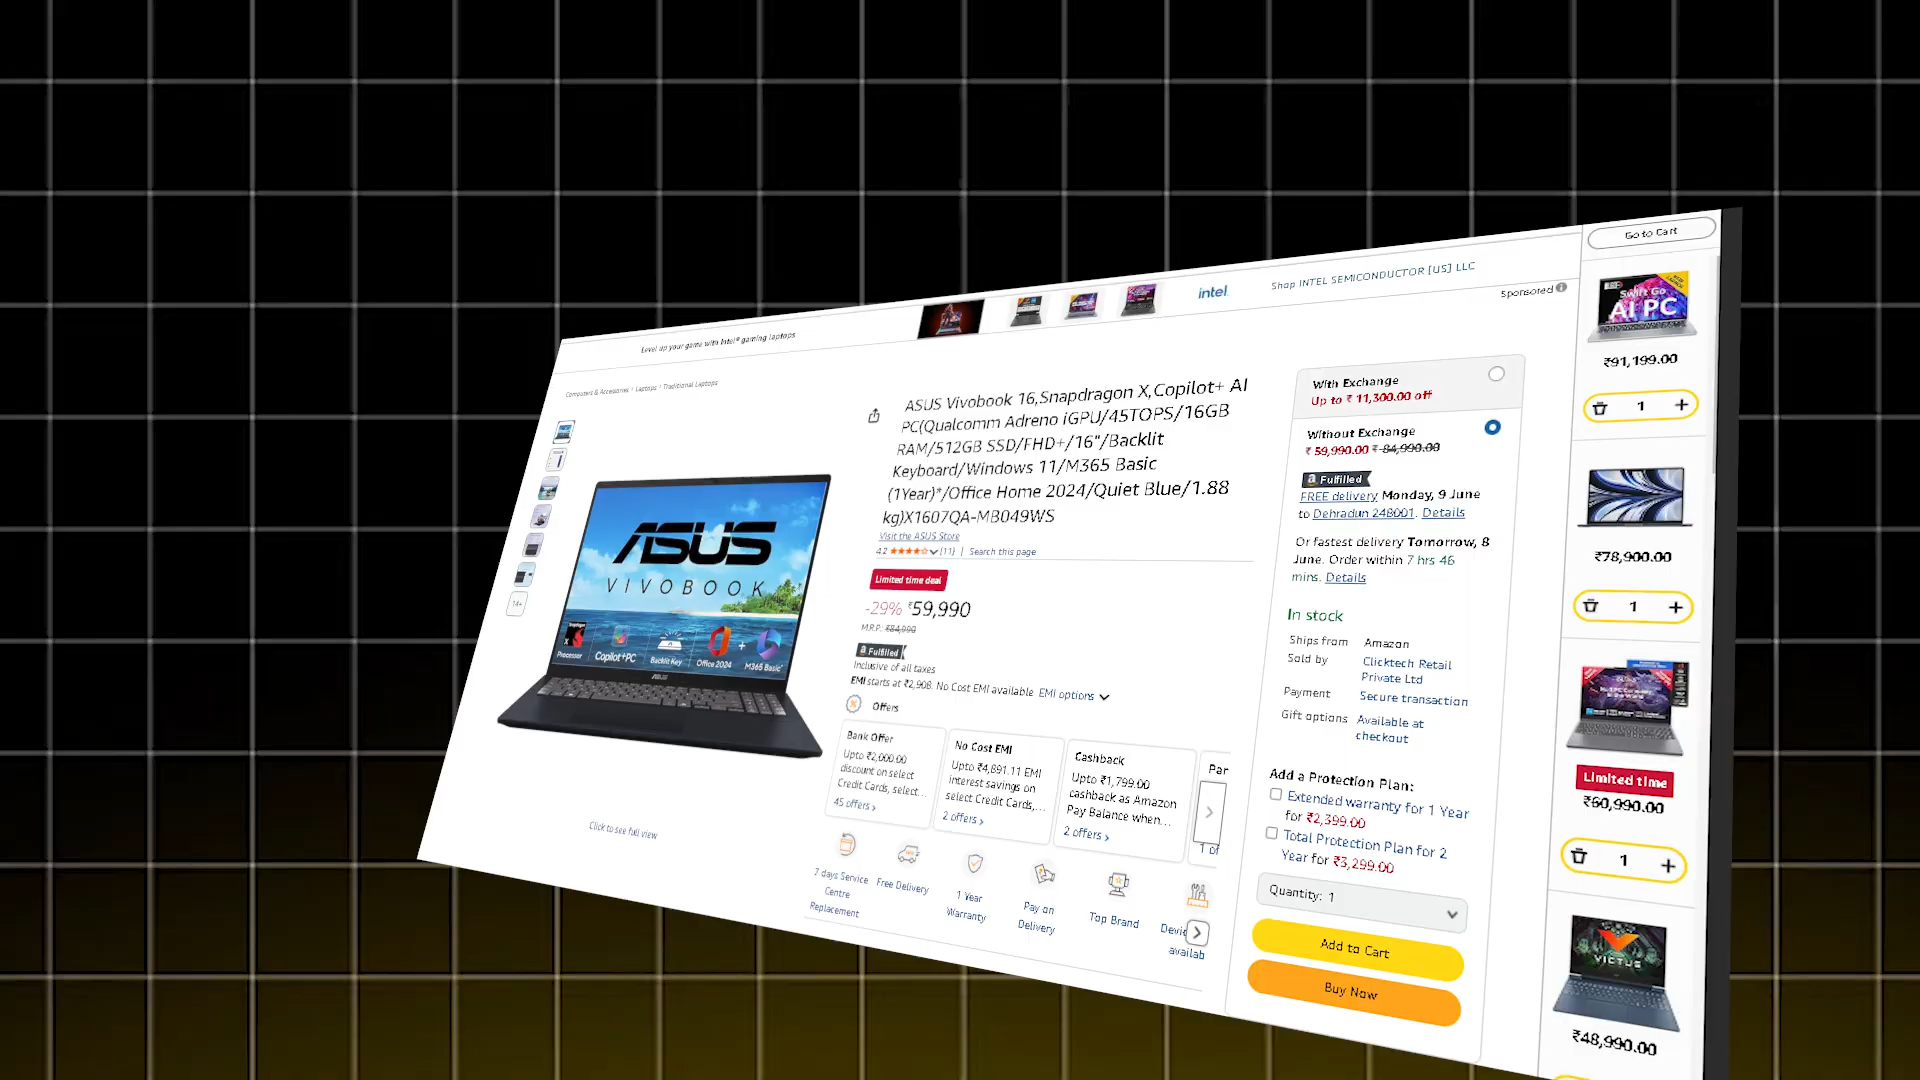 Level up your game with Intel® gaming laptops
intel.
Shop INTEL SEMICONDUCTOR [US] LLC
Sponsored
Computers & Accessories › Laptops › Traditional Laptops
ASUS Vivobook 16,Snapdragon X,Copilot+ AI
PC(Qualcomm Adreno iGPU/45TOPS/16GB
RAM/512GB SSD/FHD+/16"/Backlit
Keyboard/Windows 11/M365 Basic
(1Year)*/Office Home 2024/Quiet Blue/1.88
kg)X1607QA-MB049WS
Visit the ASUS Store
4.2 (11) | Search this page
Limited time deal
-29% ₹59,990
M.R.P.: ₹84,990
Fulfilled
Inclusive of all taxes
EMI starts at ₹2,908. No Cost EMI available EMI options
Offers
Bank Offer
Upto ₹2,000.00
discount on select
Credit Cards, select...
45 offers ›
No Cost EMI
Upto ₹4,891.11 EMI
interest savings on
select Credit Cards,...
2 offers ›
Cashback
Upto ₹1,799.00
cashback as Amazon
Pay Balance when...
2 offers ›
Par
1 of
7 days Service
Centre
Replacement
Free Delivery
1 Year
Warranty
Pay on
Delivery
Top Brand
Devic
availab
14+
ASUS
VIVOBOOK
Snapdragon
X
Processor
Copilot+PC
Backlit Key
Office 2024
+
M365 Basic*
ASUS
Click to see full view
With Exchange
Up to ₹ 11,300.00 off
Without Exchange
₹ 59,990.00 ₹ 84,990.00
Fulfilled
FREE delivery Monday, 9 June
to Dehradun 248001. Details
Or fastest delivery Tomorrow, 8
June. Order within 7 hrs 46
mins. Details
In stock
Ships from Amazon
Sold by Clicktech Retail
Private Ltd
Payment Secure transaction
Gift options Available at
checkout
Add a Protection Plan:
Extended warranty for 1 Year
for ₹2,399.00
Total Protection Plan for 2
Year for ₹3,299.00
Quantity: 1
Add to Cart
Buy Now
Go to Cart
Swift Go
AI PC
₹91,199.00
1 +
₹78,900.00
1 +
Limited time
₹60,990.00
1 +
VICTUS
₹48,990.00